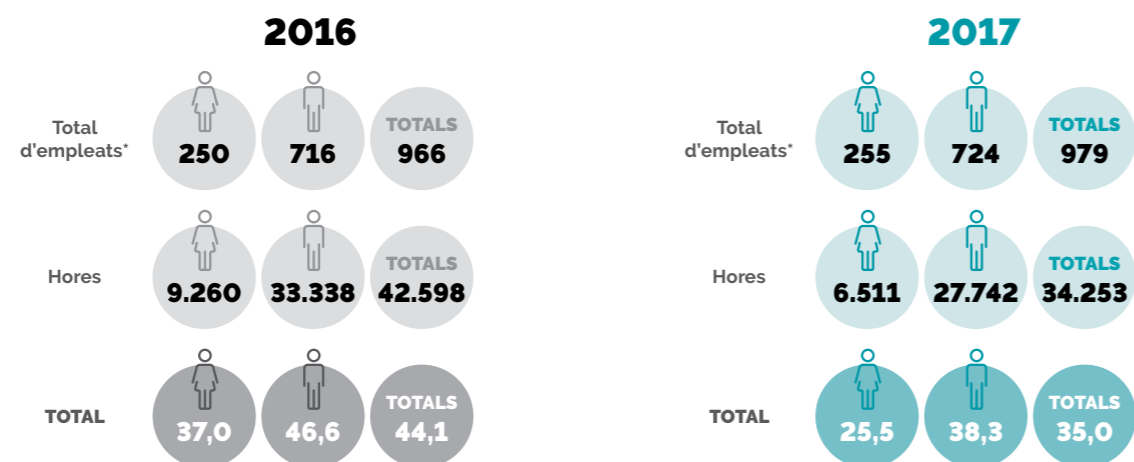 2016
Total
d'empleats*
250
716
TOTALS
966
Hores
9.260
33.338
TOTALS
42.598
TOTAL
37,0
46,6
TOTALS
44,1
2017
Total
d'empleats*
255
724
TOTALS
979
Hores
6.511
27.742
TOTALS
34.253
TOTAL
25,5
38,3
TOTALS
35,0